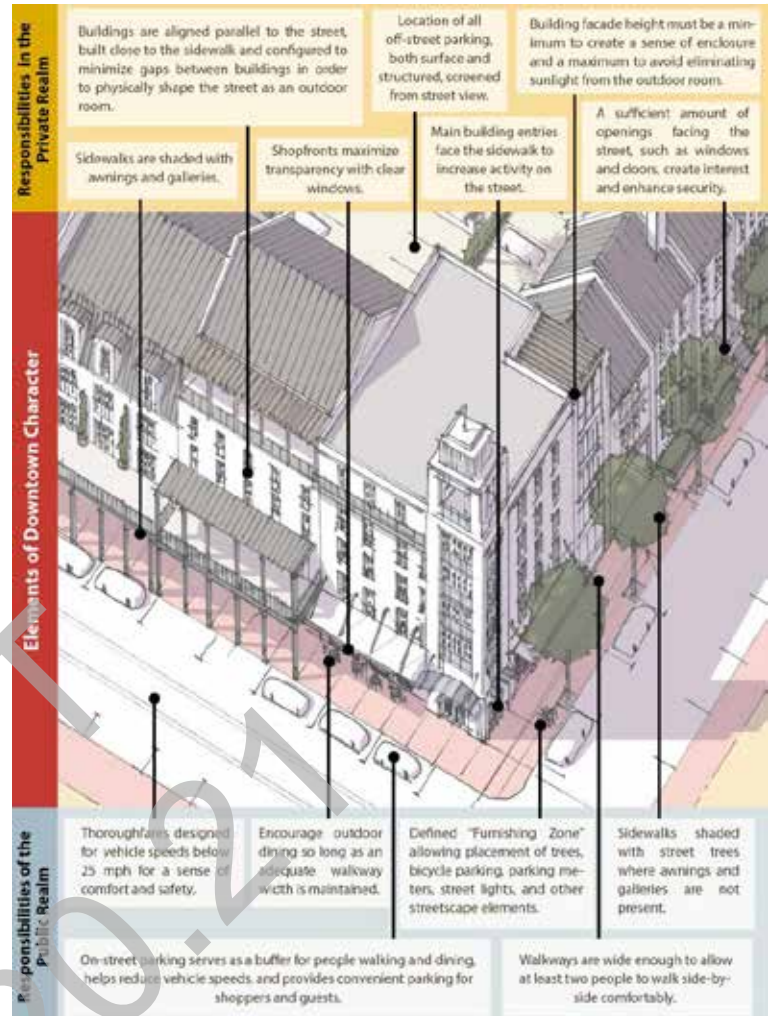 Responsibilities in the
Private Realm
Buildings are aligned parallel to the street,
built close to the sidewalk and configured to
minimize gaps between buildings in order
to physically shape the street as an outdoor
room.
Location of all
off-street parking,
both surface and
structured, screened
from street view.
Building facade height must be a min-
imum to create a sense of enclosure
and a maximum to avoid eliminating
sunlight from the outdoor room.
Sidewalks are shaded with
awnings and galleries.
Shopfronts maximize
transparency with clear
windows.
Main building entries
face the sidewalk to
increase activity on
the street.
A sufficient amount of
openings facing the
street, such as windows
and doors, create interest
and enhance security.
Elements of Downtown Character
Responsibilities of the
Public Realm
Thoroughfares designed
for vehicle speeds below
25 mph for a sense of
comfort and safety.
Encourage outdoor
dining so long as an
adequate walkway
width is maintained.
Defined "Furnishing Zone"
allowing placement of trees,
bicycle parking, parking me-
ters, street lights, and other
streetscape elements.
Sidewalks shaded
with street trees
where awnings and
galleries are not
present.
On-street parking serves as a buffer for people walking and dining,
helps reduce vehicle speeds, and provides convenient parking for
shoppers and guests.
Walkways are wide enough to allow
at least two people to walk side-by-
side comfortably.